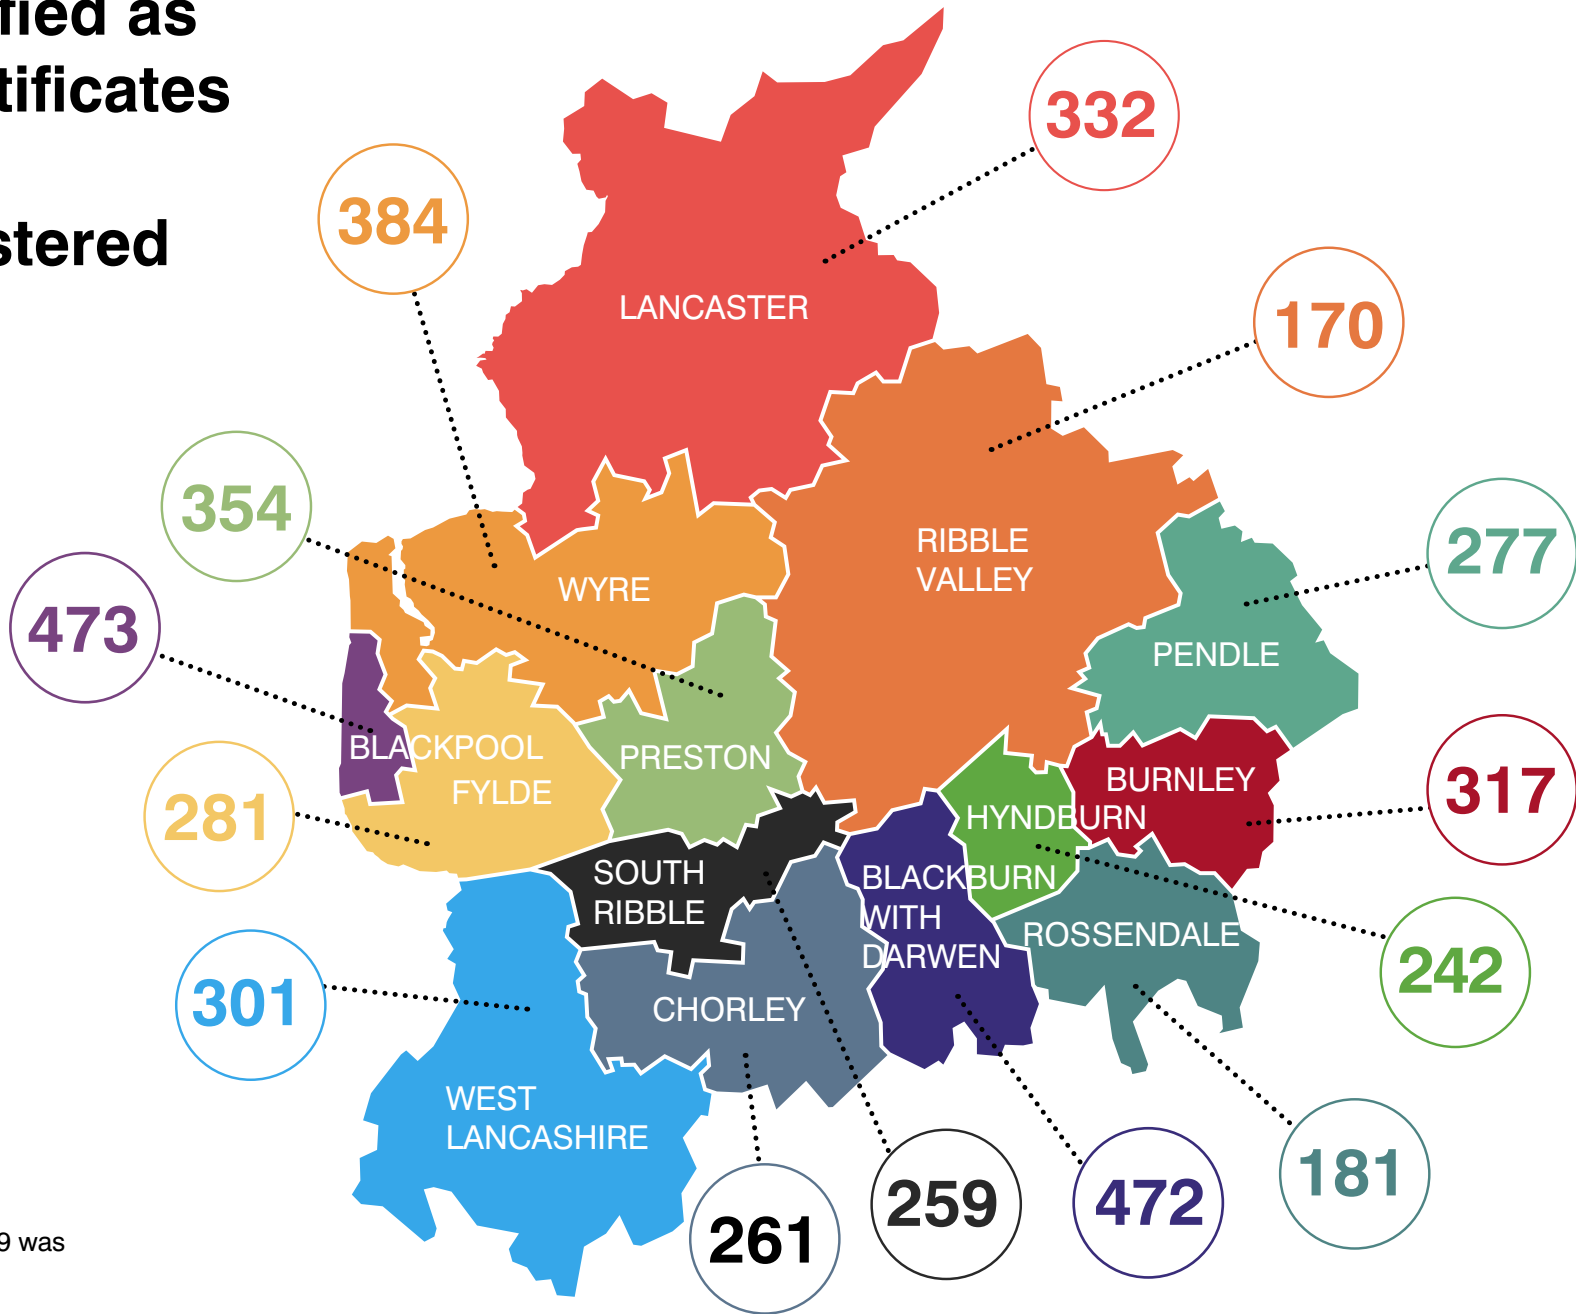 fied as
tificates
stered
332
384
LANCASTER
170
354
RIBBLE
VALLEY
277
WYRE
473
PENDLE
BLACKPOOL
PRESTON
BURNLEY
317
FYLDE
281
HYNDBURN
SOUTH
RIBBLE
BLACKBURN
WITH
DARWEN
ROSSENDALE
242
301
CHORLEY
WEST
LANCASHIRE
261
259
472
181
9 was